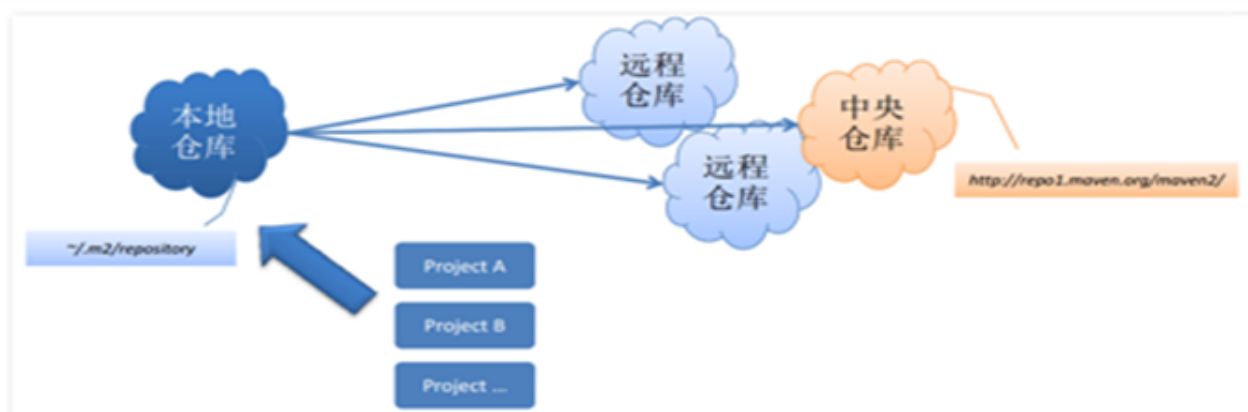 远程
仓库
本地
仓库
中央
仓库
远程
仓库
http://repo1.maven.org/maven2/
~/.m2/repository
Project A
Project B
Project ...